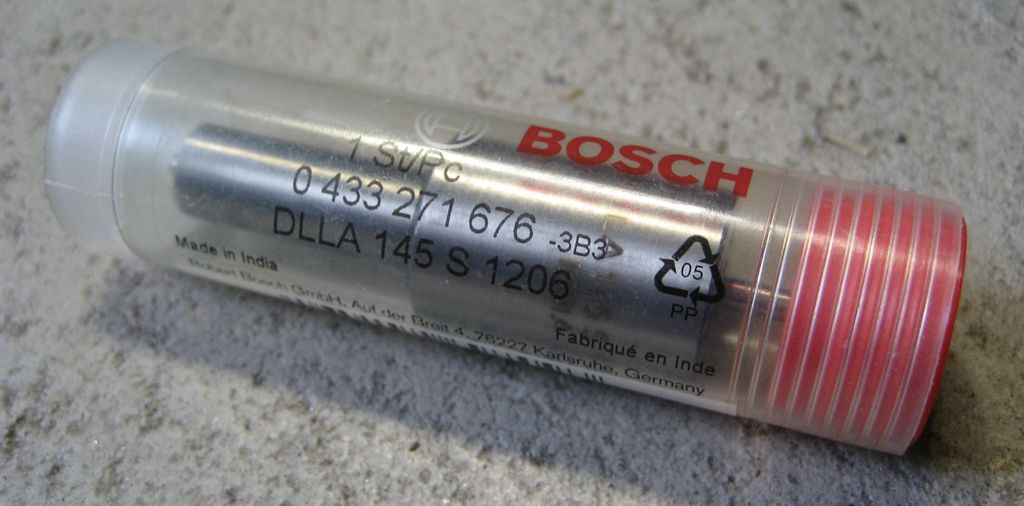 BOSCH
1 St/Pc
0 433 271 676 -3B3
DLLA 145 S 1206
05
PP
Made in India
Fabriqué en Inde
Robert Bosch GmbH, Auf der Breit 4, 76227 Karlsruhe, Germany